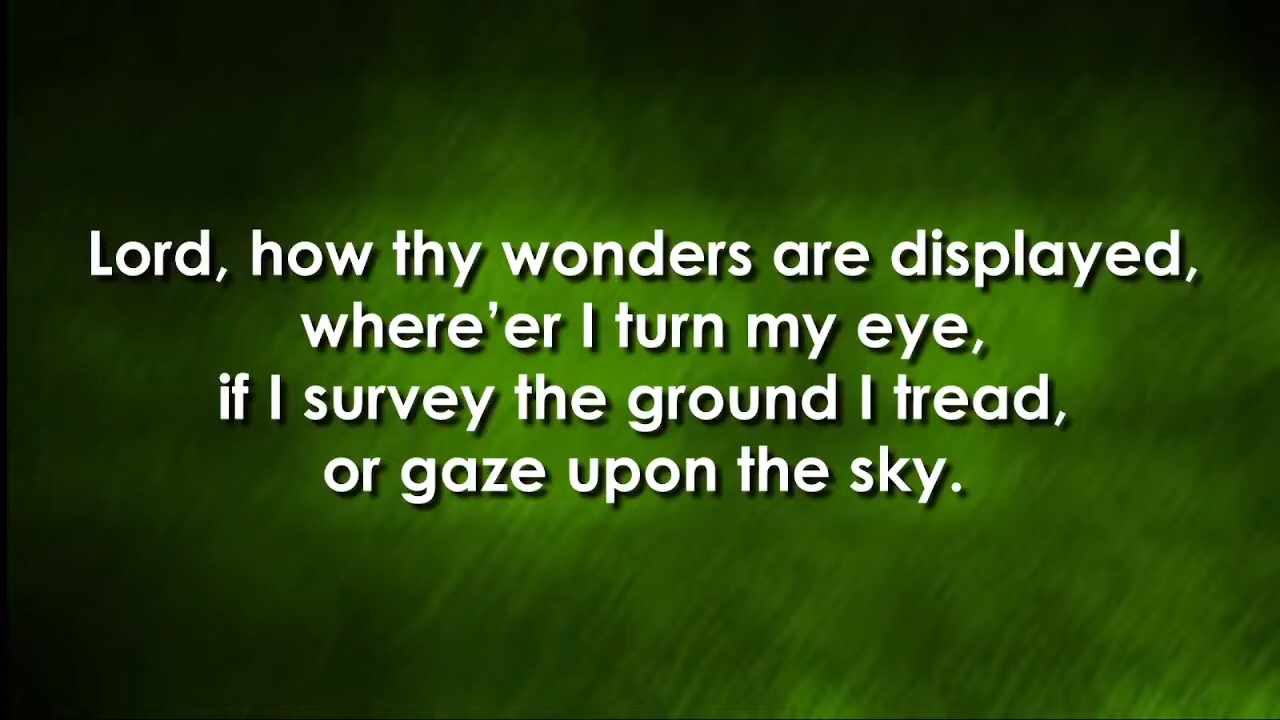 Lord, how thy wonders are displayed,
where’er I turn my eye,
if I survey the ground I tread,
or gaze upon the sky.